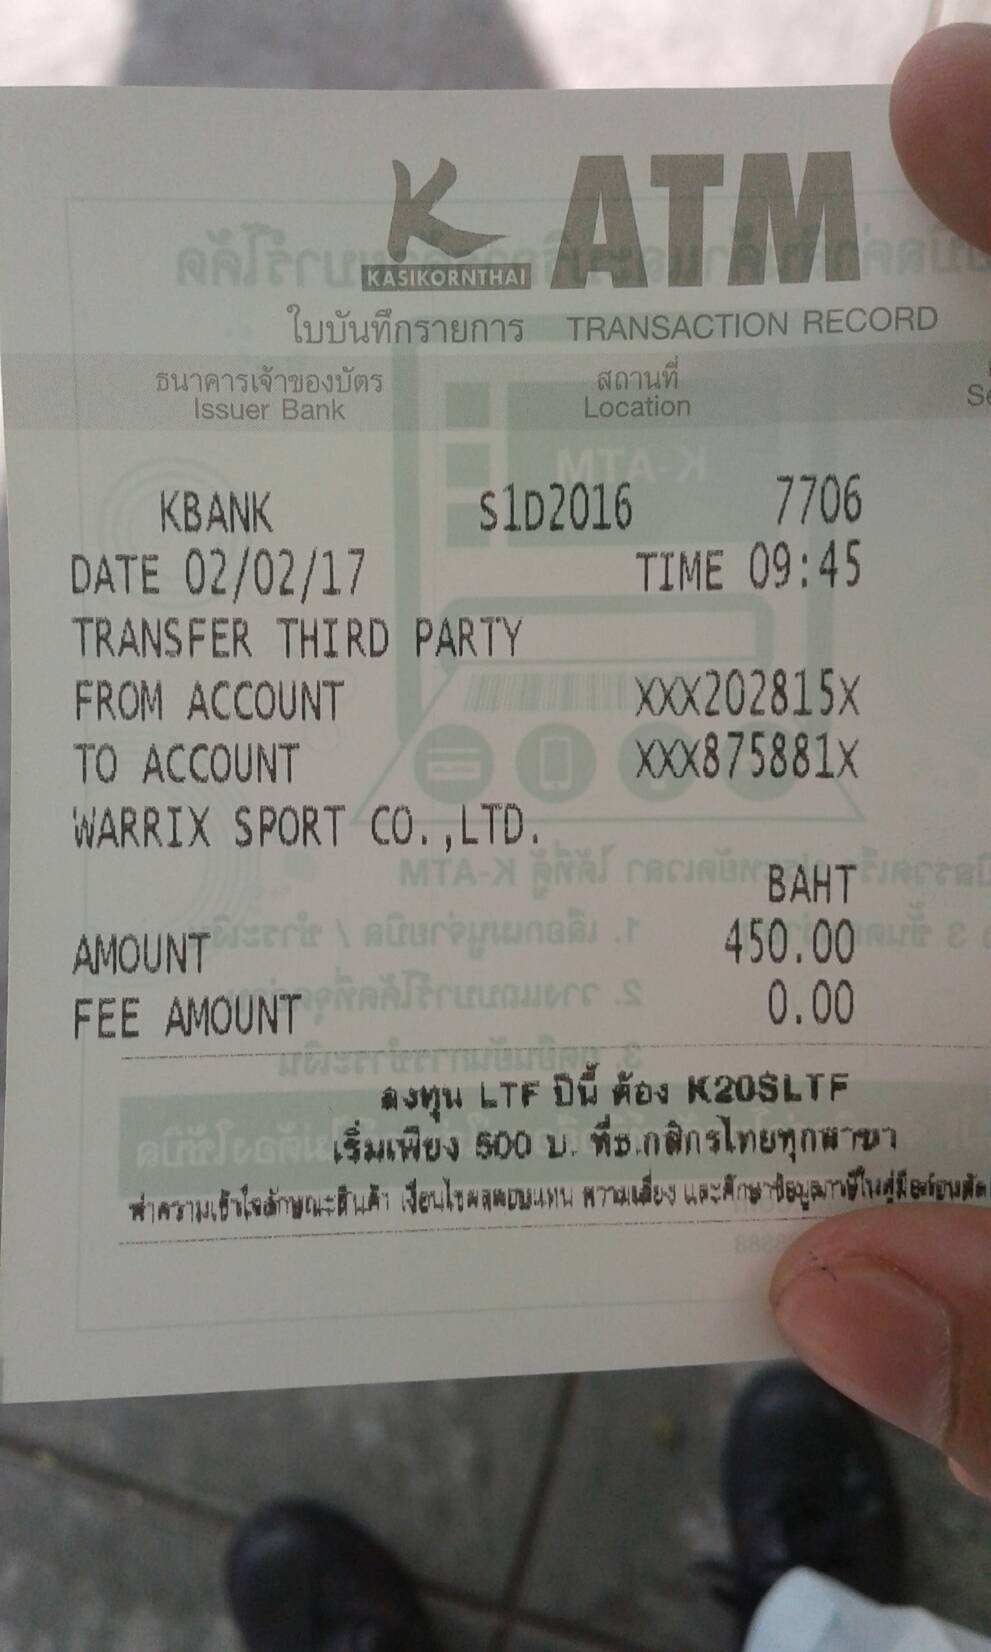 K ATM
KASIKORNTHAI
ใบบันทึกรายการ TRANSACTION RECORD
ธนาคารเจ้าของบัตร สถานที่
Issuer Bank Location
KBANK S1D2016 7706
DATE 02/02/17 TIME 09:45
TRANSFER THIRD PARTY
FROM ACCOUNT XXX202815X
TO ACCOUNT XXX875881X
WARRIX SPORT CO.,LTD.
BAHT
AMOUNT 450.00
FEE AMOUNT 0.00
ลงทุน LTF ปีนี้ ต้อง K20SLTF
เริ่มเพียง 500 บ. ที่ธ.กสิกรไทยทุกสาขา
ทำความเข้าใจลักษณะสินค้า เงื่อนไขผลตอบแทน ความเสี่ยง และศึกษาข้อมูลภาษีในคู่มือก่อน